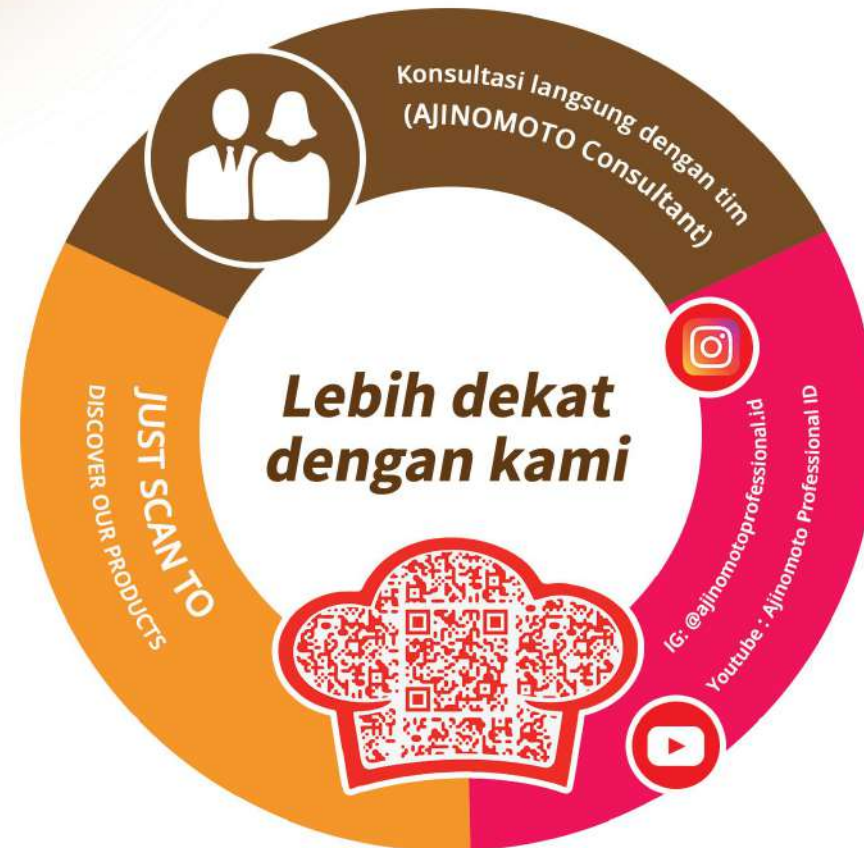 Konsultasi langsung dengan tim
(AJINOMOTO Consultant)
Lebih dekat
dengan kami
JUST SCAN TO
DISCOVER OUR PRODUCTS
IG: @ajinomotoprofessional.id
Youtube : Ajinomoto Professional ID